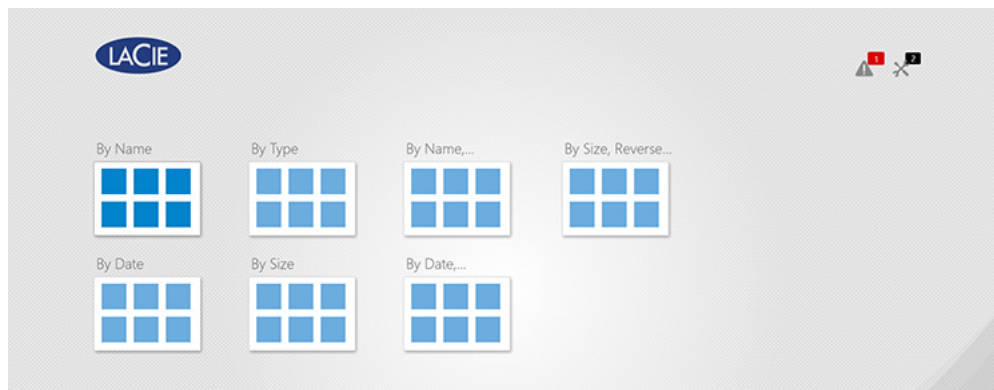 LACIE
1
2
By Name
By Type
By Name,...
By Size, Reverse...
By Date
By Size
By Date,...